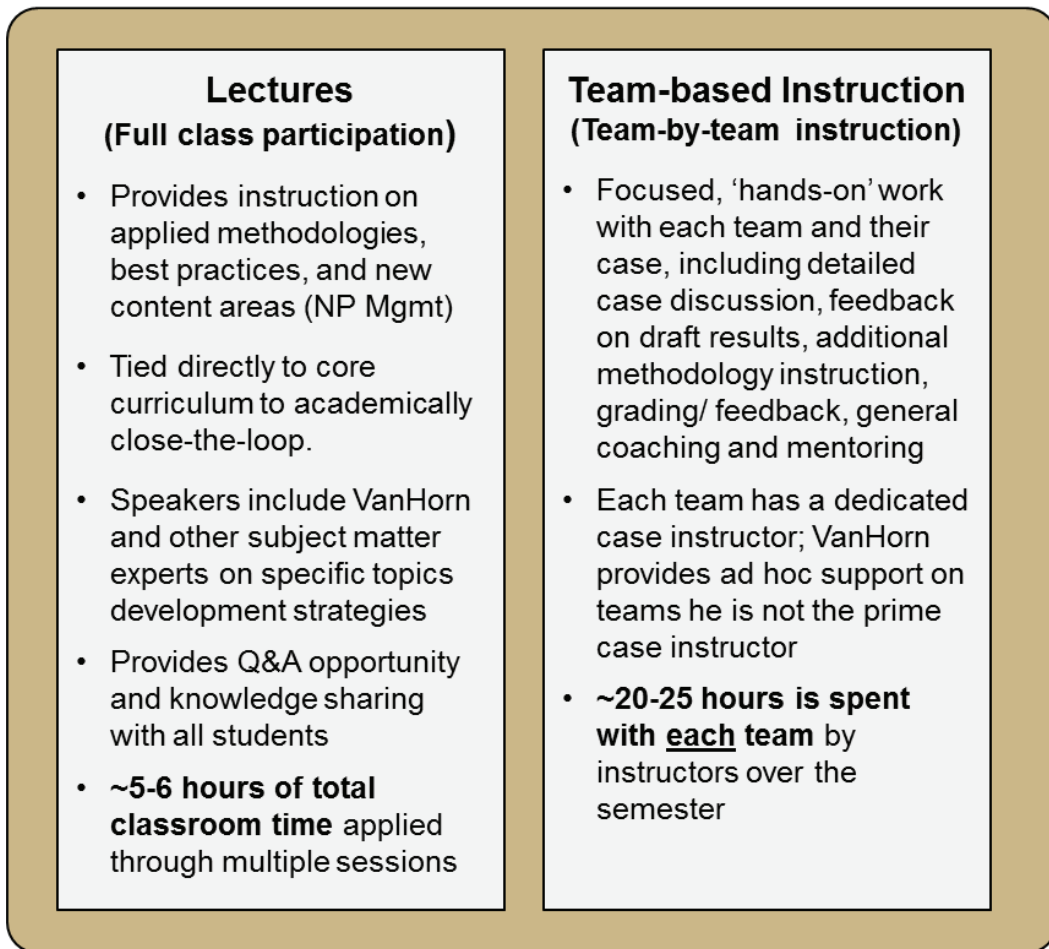 Lectures
(Full class participation)
• Provides instruction on
applied methodologies,
best practices, and new
content areas (NP Mgmt)
• Tied directly to core
curriculum to academically
close-the-loop.
• Speakers include VanHorn
and other subject matter
experts on specific topics
development strategies
• Provides Q&A opportunity
and knowledge sharing
with all students
• ~5-6 hours of total
classroom time applied
through multiple sessions
Team-based Instruction
(Team-by-team instruction)
• Focused, ‘hands-on’ work
with each team and their
case, including detailed
case discussion, feedback
on draft results, additional
methodology instruction,
grading/ feedback, general
coaching and mentoring
• Each team has a dedicated
case instructor; VanHorn
provides ad hoc support on
teams he is not the prime
case instructor
• ~20-25 hours is spent
with each team by
instructors over the
semester